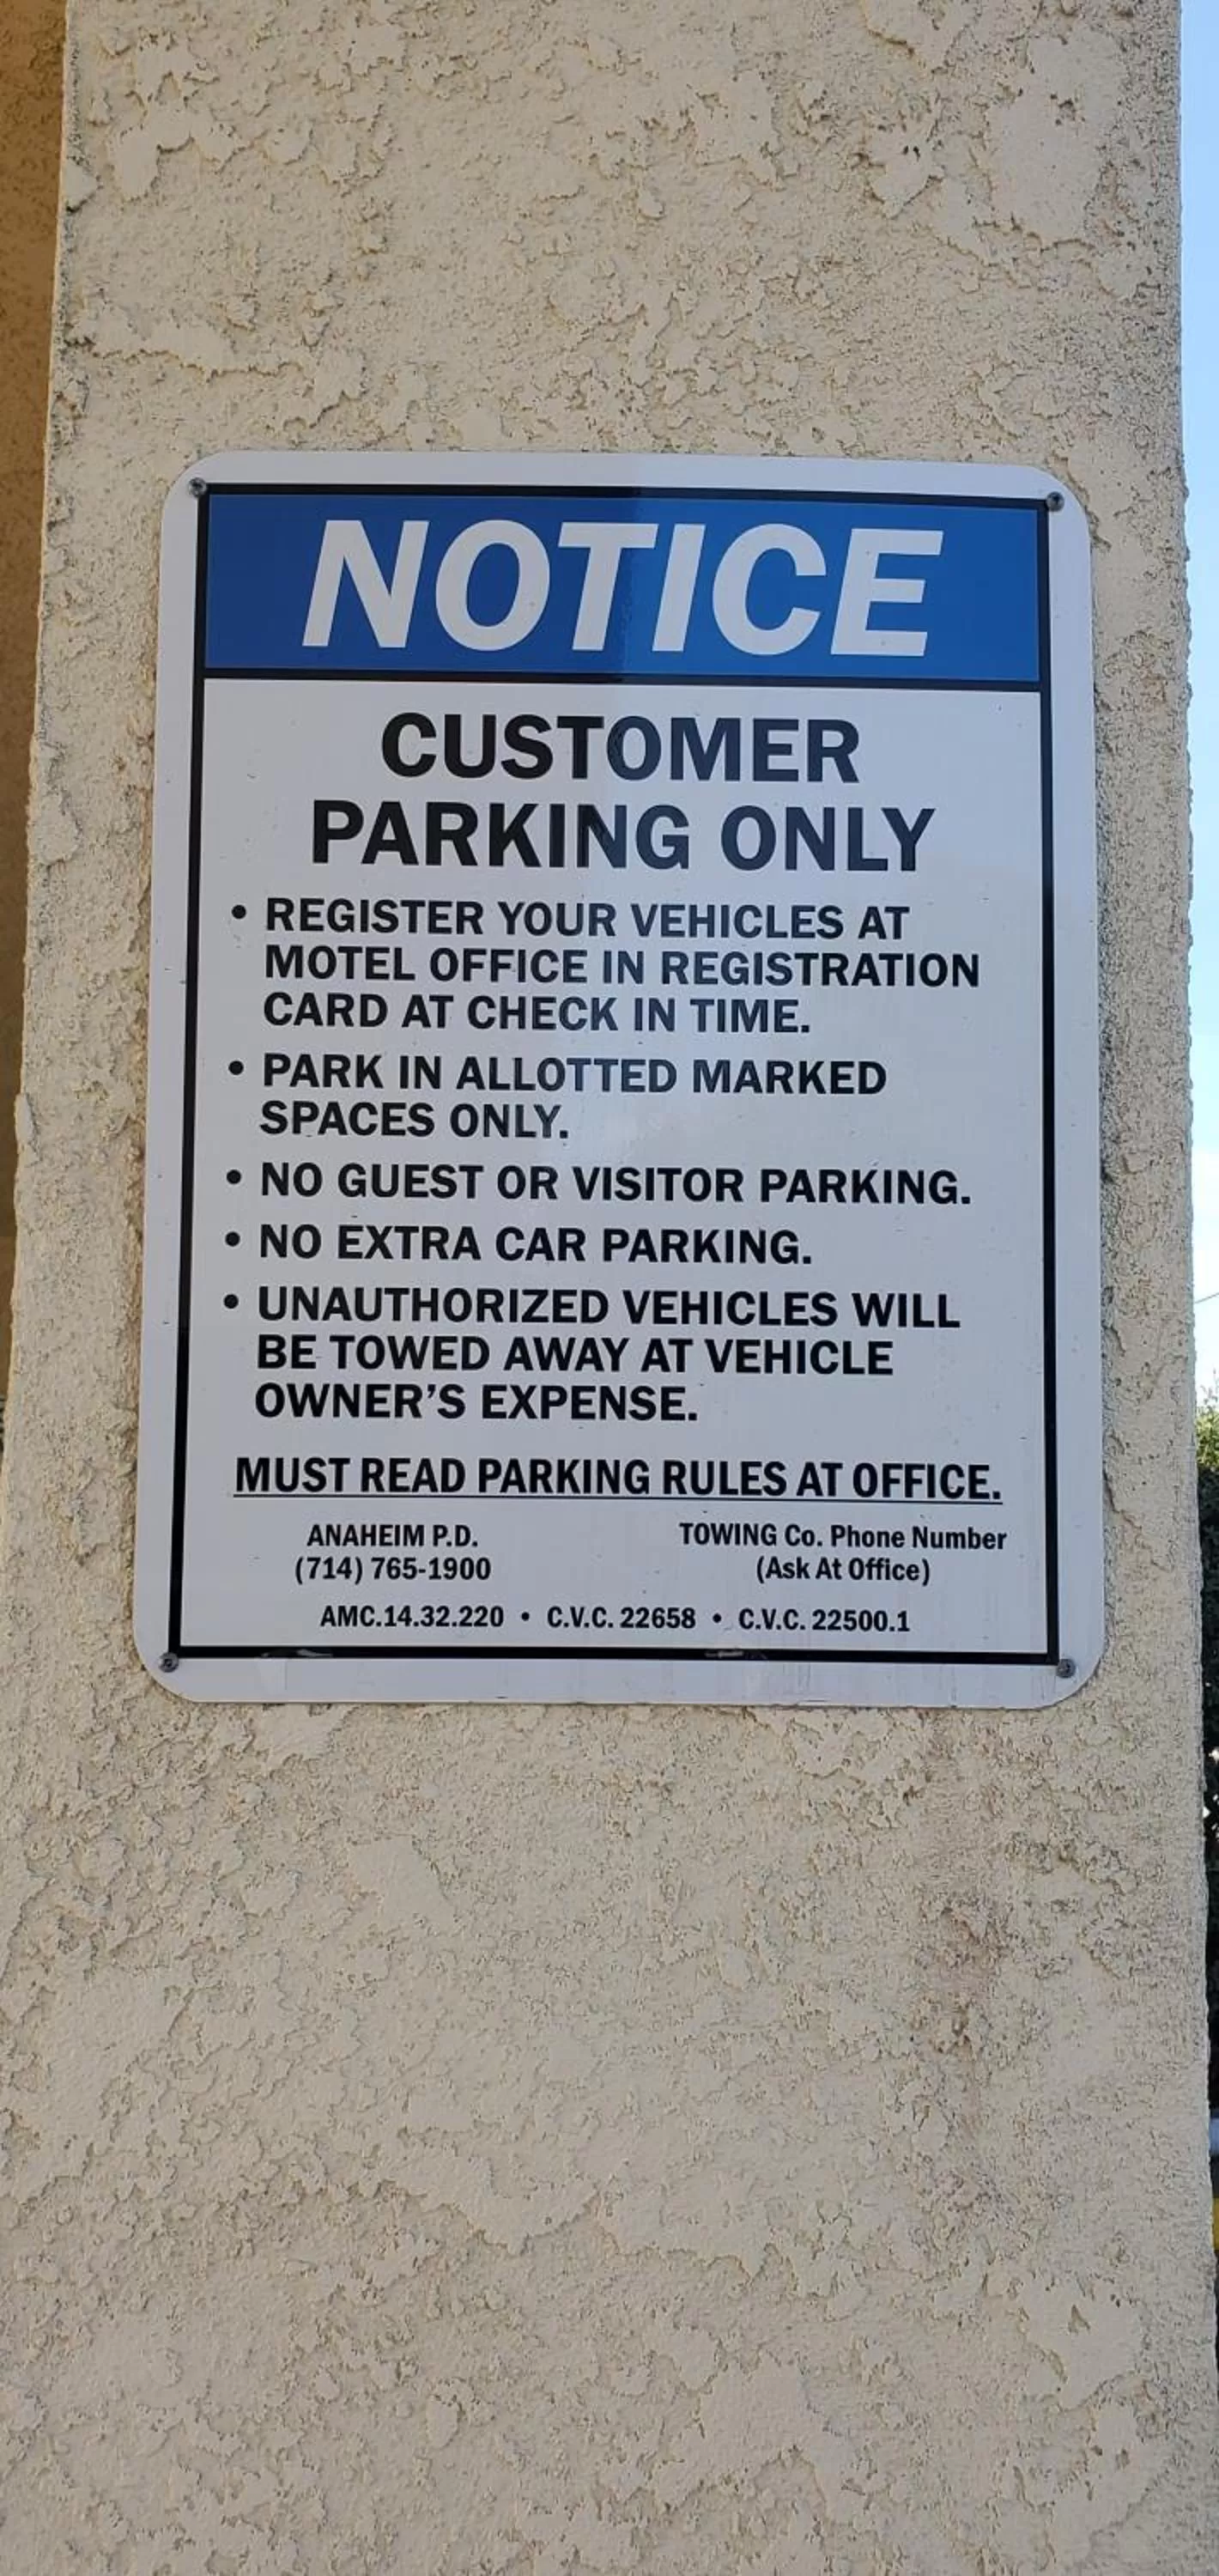 NOTICE
CUSTOMER
PARKING ONLY
• REGISTER YOUR VEHICLES AT
MOTEL OFFICE IN REGISTRATION
CARD AT CHECK IN TIME.
• PARK IN ALLOTTED MARKED
SPACES ONLY.
• NO GUEST OR VISITOR PARKING.
• NO EXTRA CAR PARKING.
• UNAUTHORIZED VEHICLES WILL
BE TOWED AWAY AT VEHICLE
OWNER'S EXPENSE.
MUST READ PARKING RULES AT OFFICE.
ANAHEIM P.D. TOWING Co. Phone Number
(714) 765-1900 (Ask At Office)
AMC.14.32.220 • C.V.C. 22658 • C.V.C. 22500.1